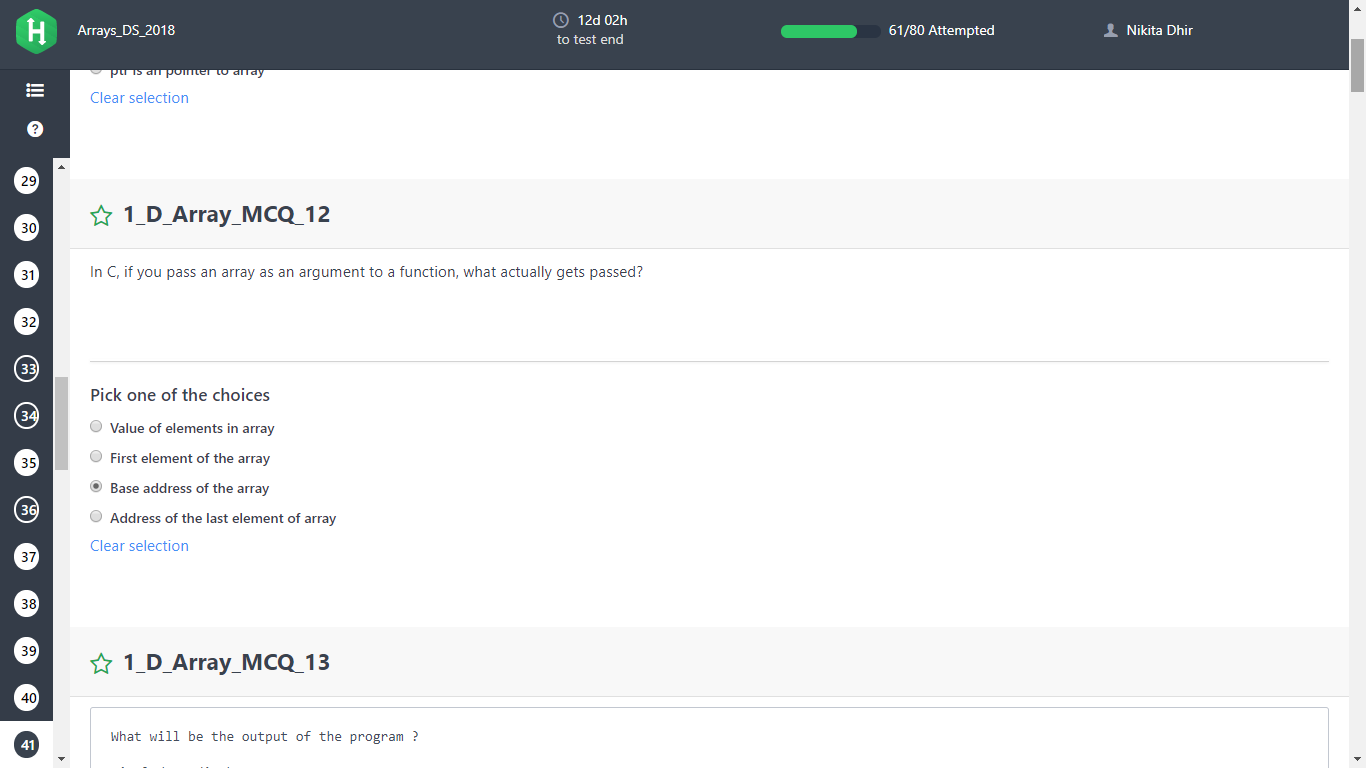 Arrays_DS_2018
12d 02h
to test end
61/80 Attempted
Nikita Dhir
ptr is an pointer to array
Clear selection
?
29
30
31
32
33
34
35
36
37
38
39
40
41
1_D_Array_MCQ_12
In C, if you pass an array as an argument to a function, what actually gets passed?
Pick one of the choices
Value of elements in array
First element of the array
Base address of the array
Address of the last element of array
Clear selection
1_D_Array_MCQ_13
What will be the output of the program ?